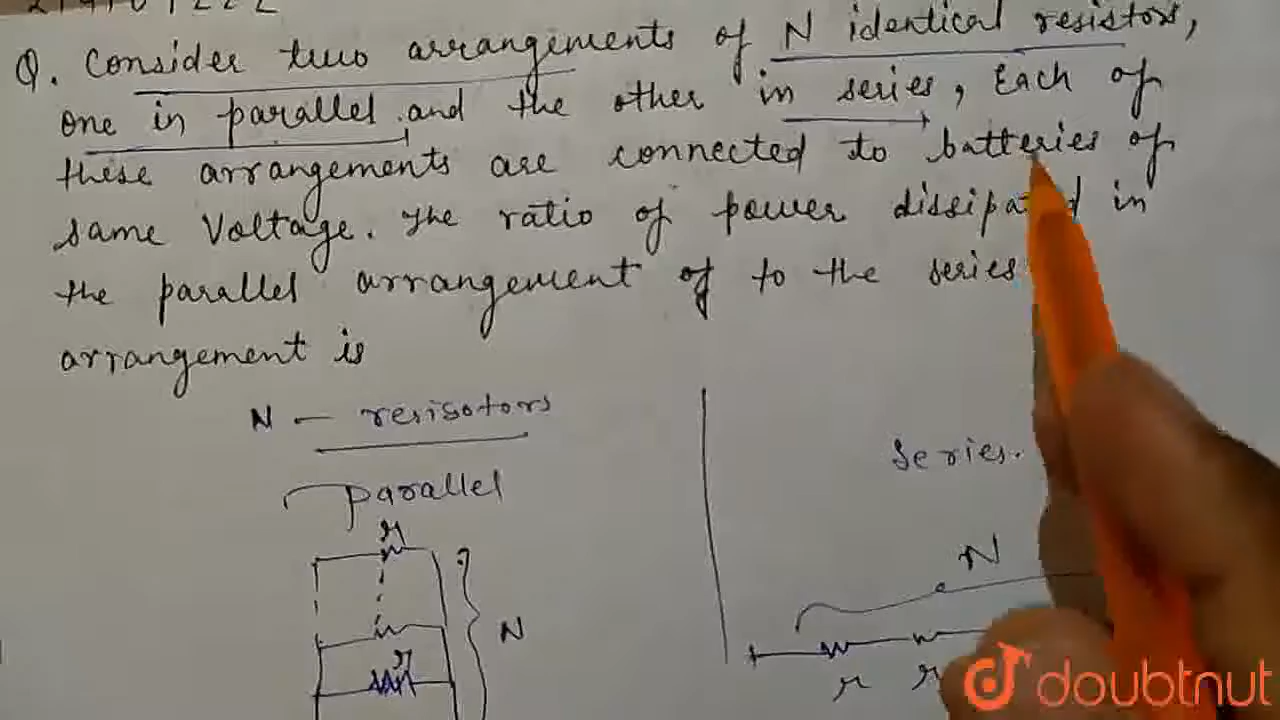 Q. Consider two arrangements of N identical resistors,
one in parallel and the other in series, Each of
these arrangements are connected to batteries of
same Voltage. The ratio of power in
the parallel arrangement of to the series
arrangement is
N — resisotors
parallel
series.
r
N
N
r
r r
doubtnut